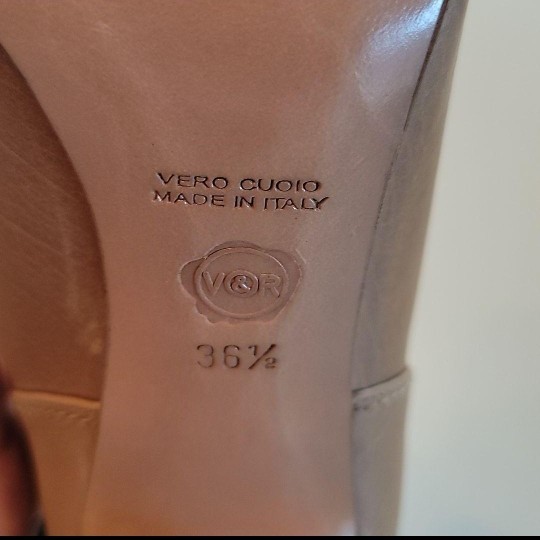 VERO CUOIO
MADE IN ITALY
V&R
36½